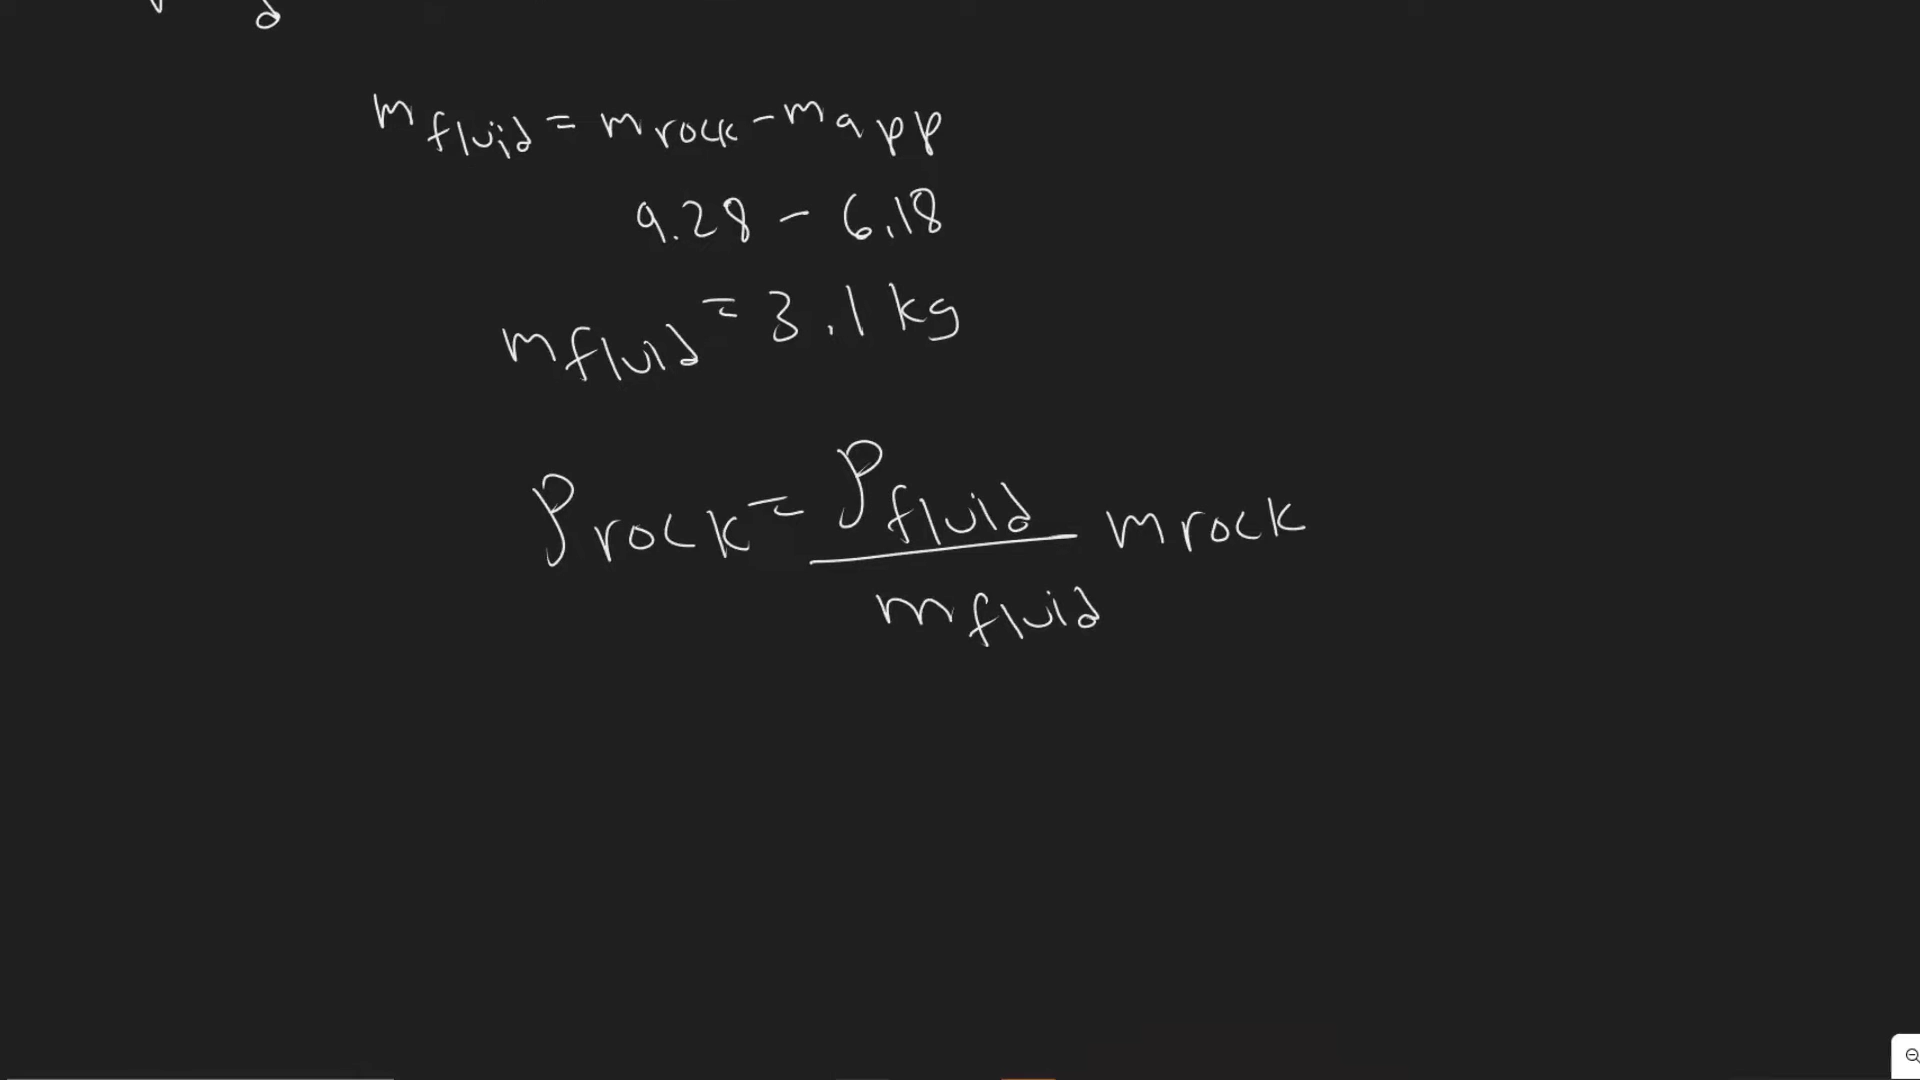 m fluid = m rock - m app
9.28 - 6.18
m fluid = 3.1 kg
ρ rock = ρ fluid / m fluid m rock